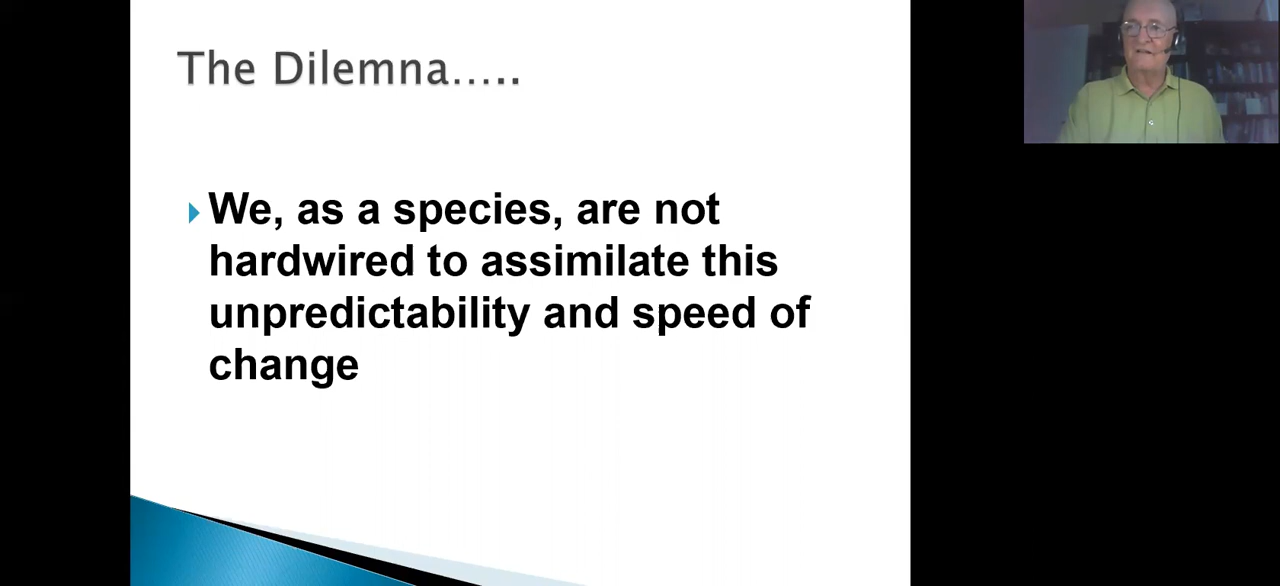 The Dilemna.....
We, as a species, are not
hardwired to assimilate this
unpredictability and speed of
change